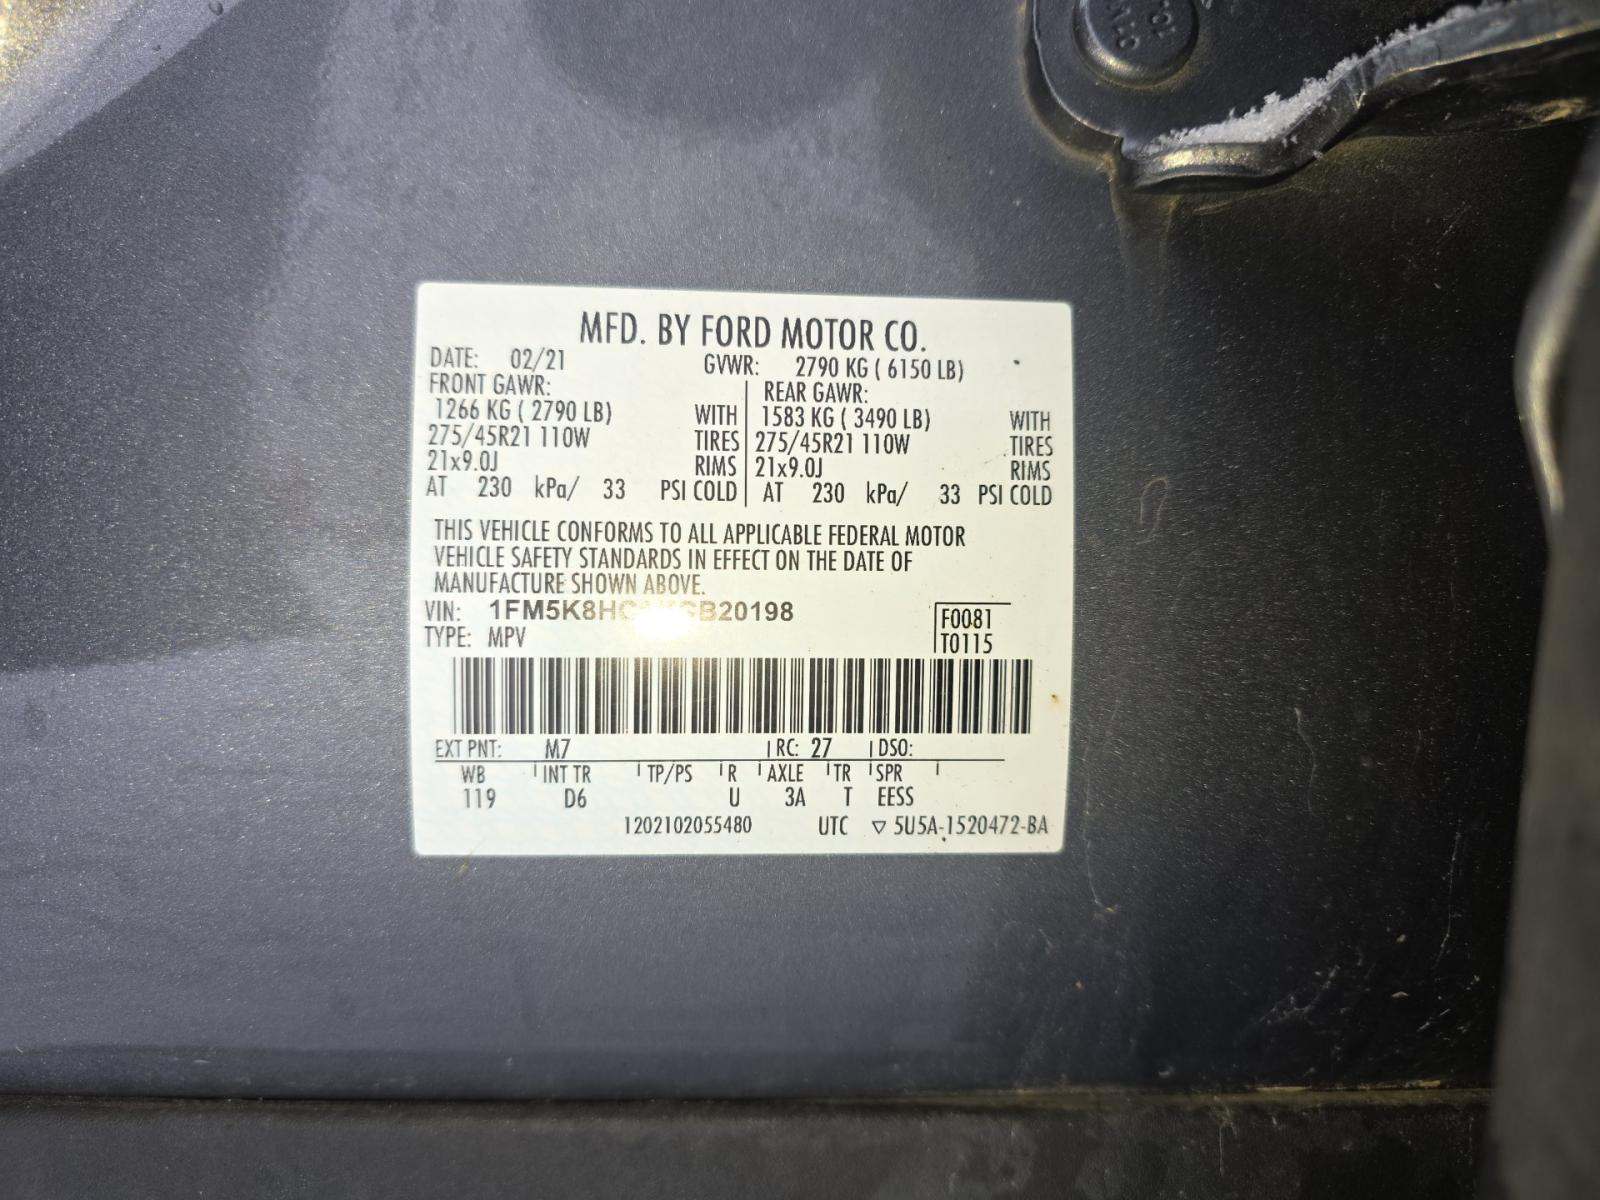 MFD. BY FORD MOTOR CO.
DATE: 02/21 GVWR: 2790 KG ( 6150 LB)
FRONT GAWR: REAR GAWR:
1266 KG ( 2790 LB) WITH 1583 KG ( 3490 LB) WITH
275/45R21 110W TIRES 275/45R21 110W TIRES
21x9.0J RIMS 21x9.0J RIMS
AT 230 kPa/ 33 PSI COLD AT 230 kPa/ 33 PSI COLD
THIS VEHICLE CONFORMS TO ALL APPLICABLE FEDERAL MOTOR
VEHICLE SAFETY STANDARDS IN EFFECT ON THE DATE OF
MANUFACTURE SHOWN ABOVE.
VIN: F0081
TYPE: MPV T0115
EXT PNT: M7 RC: 27 DSO:
WB INT TR TP/PS R AXLE TR SPR
119 D6 U 3A T EESS
1202102055480 UTC ▽ 5U5A-1520472-BA